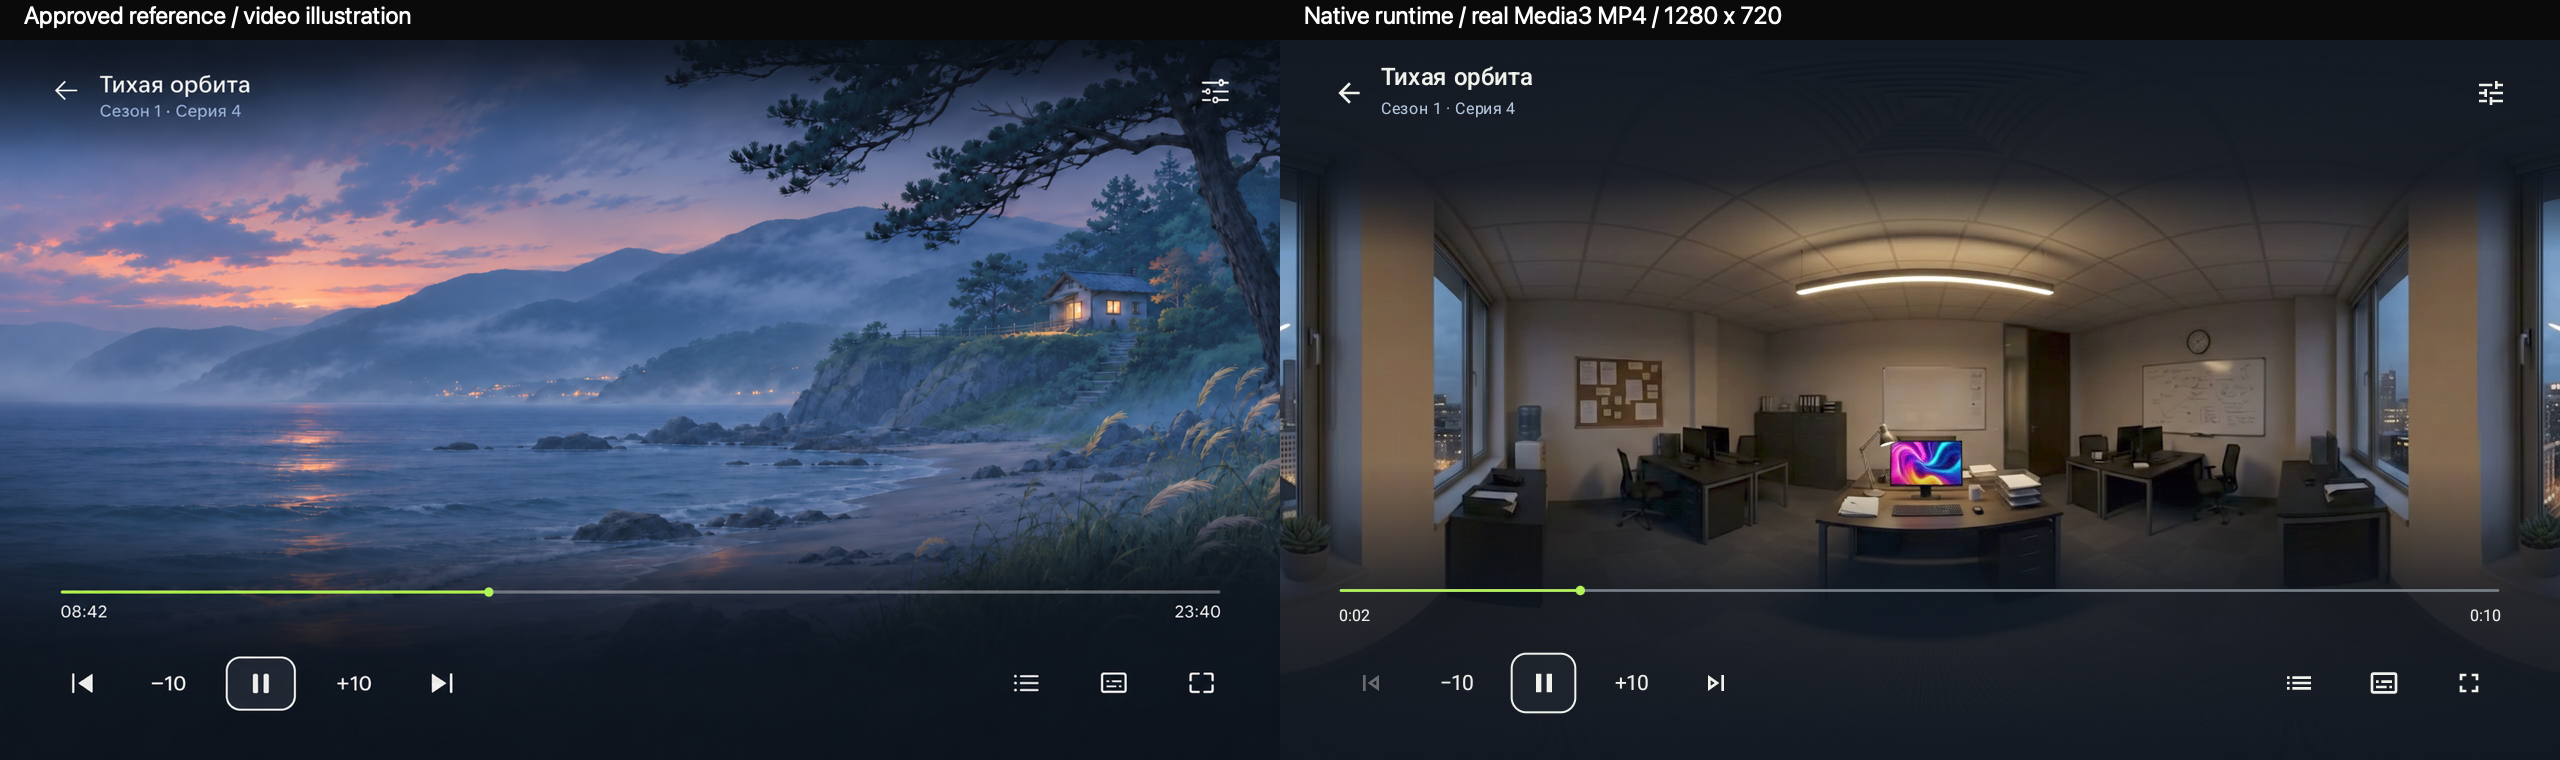 Approved reference / video illustration
Тихая орбита
Сезон 1 · Серия 4
08:42
23:40
−10
+10
Native runtime / real Media3 MP4 / 1280 x 720
Тихая орбита
Сезон 1 · Серия 4
0:02
0:10
−10
+10